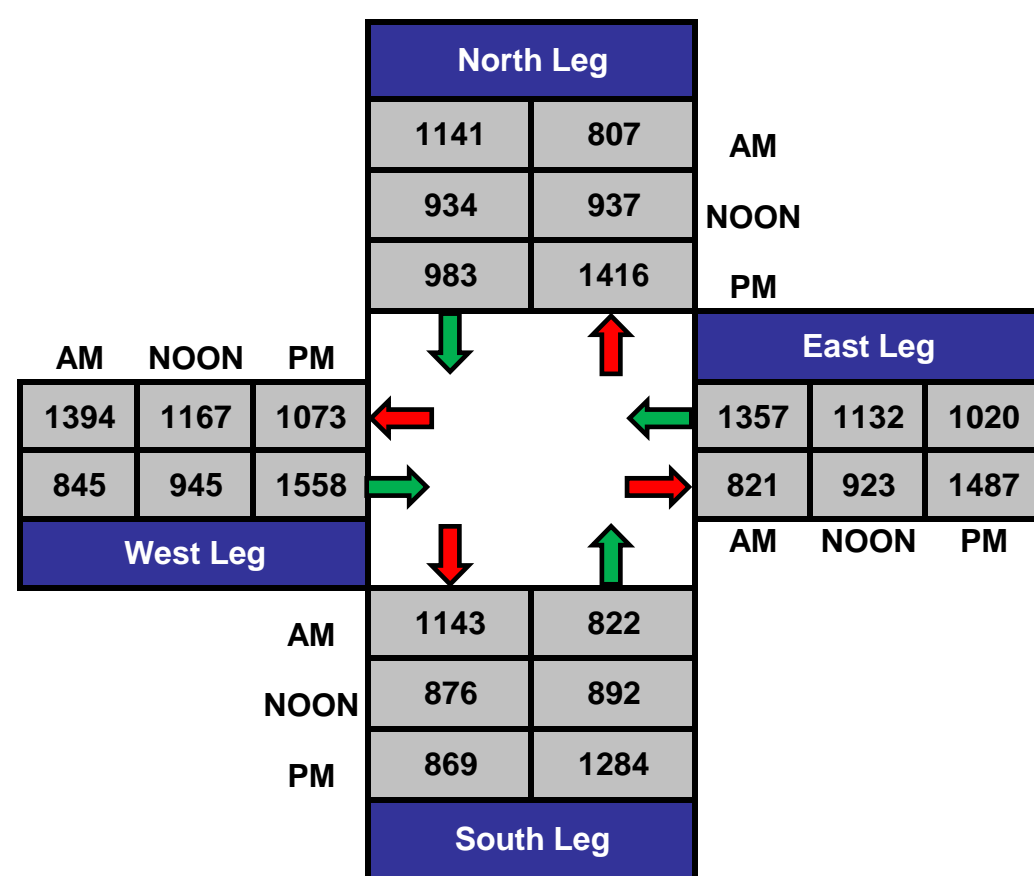 North Leg
1141 807 AM
934 937 NOON
983 1416 PM
AM NOON PM
East Leg
1394 1167 1073 1357 1132 1020
845 945 1558 821 923 1487
West Leg
AM NOON PM
AM 1143 822
NOON 876 892
PM 869 1284
South Leg